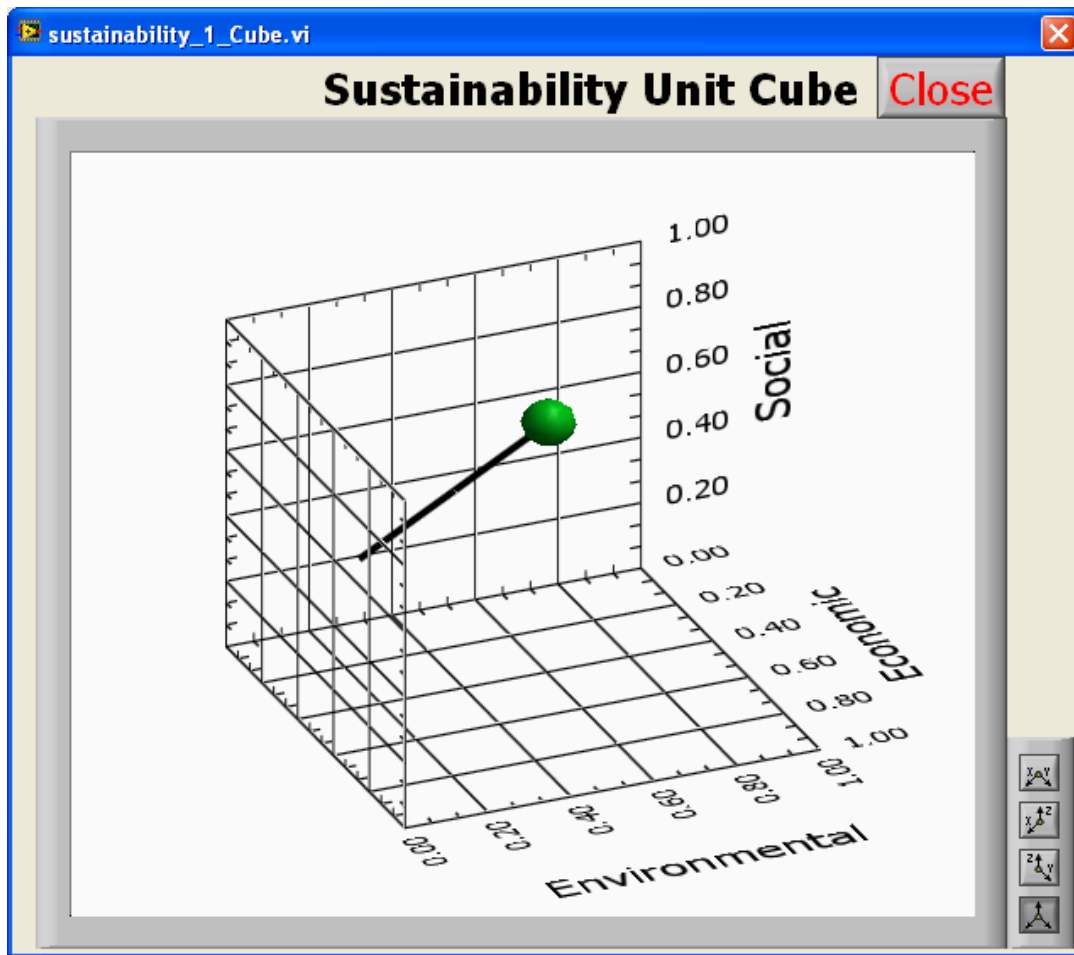 sustainability_1_Cube.vi
Sustainability Unit Cube
Close
1.00
0.80
0.60
0.40
0.20
0.00
Social
0.20
0.40
0.60
0.80
1.00
Economic
0.00
0.20
0.40
0.60
0.80
1.00
Environmental
X Y
X Z
Z Y